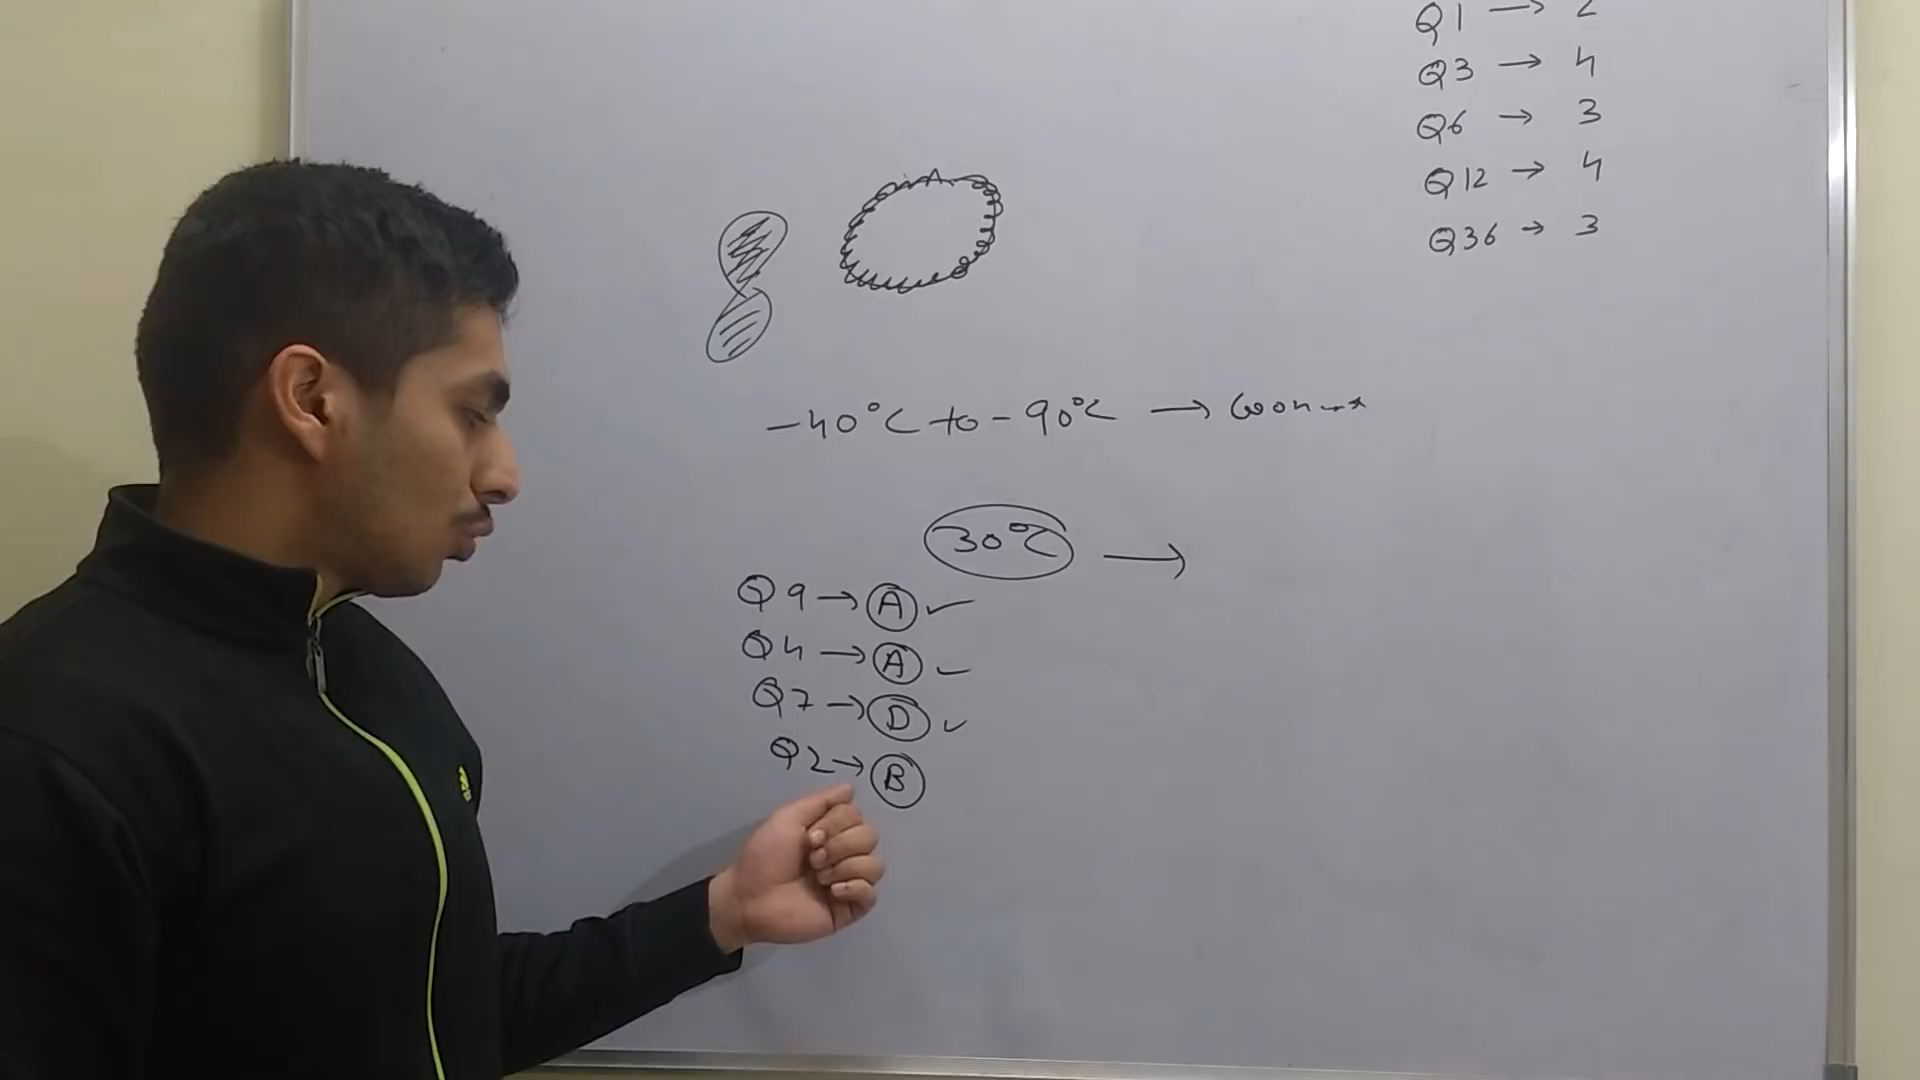 Q1 → 2
Q3 → 4
Q6 → 3
Q12 → 4
Q36 → 3
-40°C to -90°C →
30°C →
Q9 → A ✓
Q4 → A ✓
Q7 → D ✓
Q2 → B